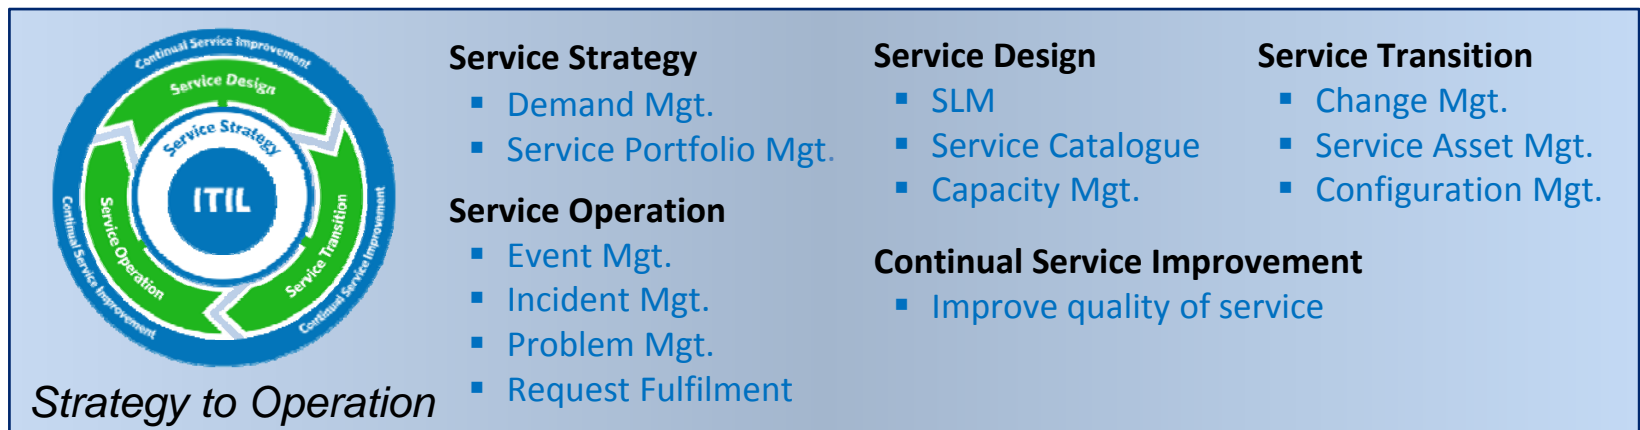 Continual Service Improvement
Service Design
Service Strategy
ITIL
Service Operation
Service Transition
Continual Service Improvement
Continual Service Improvement
Strategy to Operation
Service Strategy
▪ Demand Mgt.
▪ Service Portfolio Mgt.
Service Operation
▪ Event Mgt.
▪ Incident Mgt.
▪ Problem Mgt.
▪ Request Fulfilment
Service Design
▪ SLM
▪ Service Catalogue
▪ Capacity Mgt.
Service Transition
▪ Change Mgt.
▪ Service Asset Mgt.
▪ Configuration Mgt.
Continual Service Improvement
▪ Improve quality of service